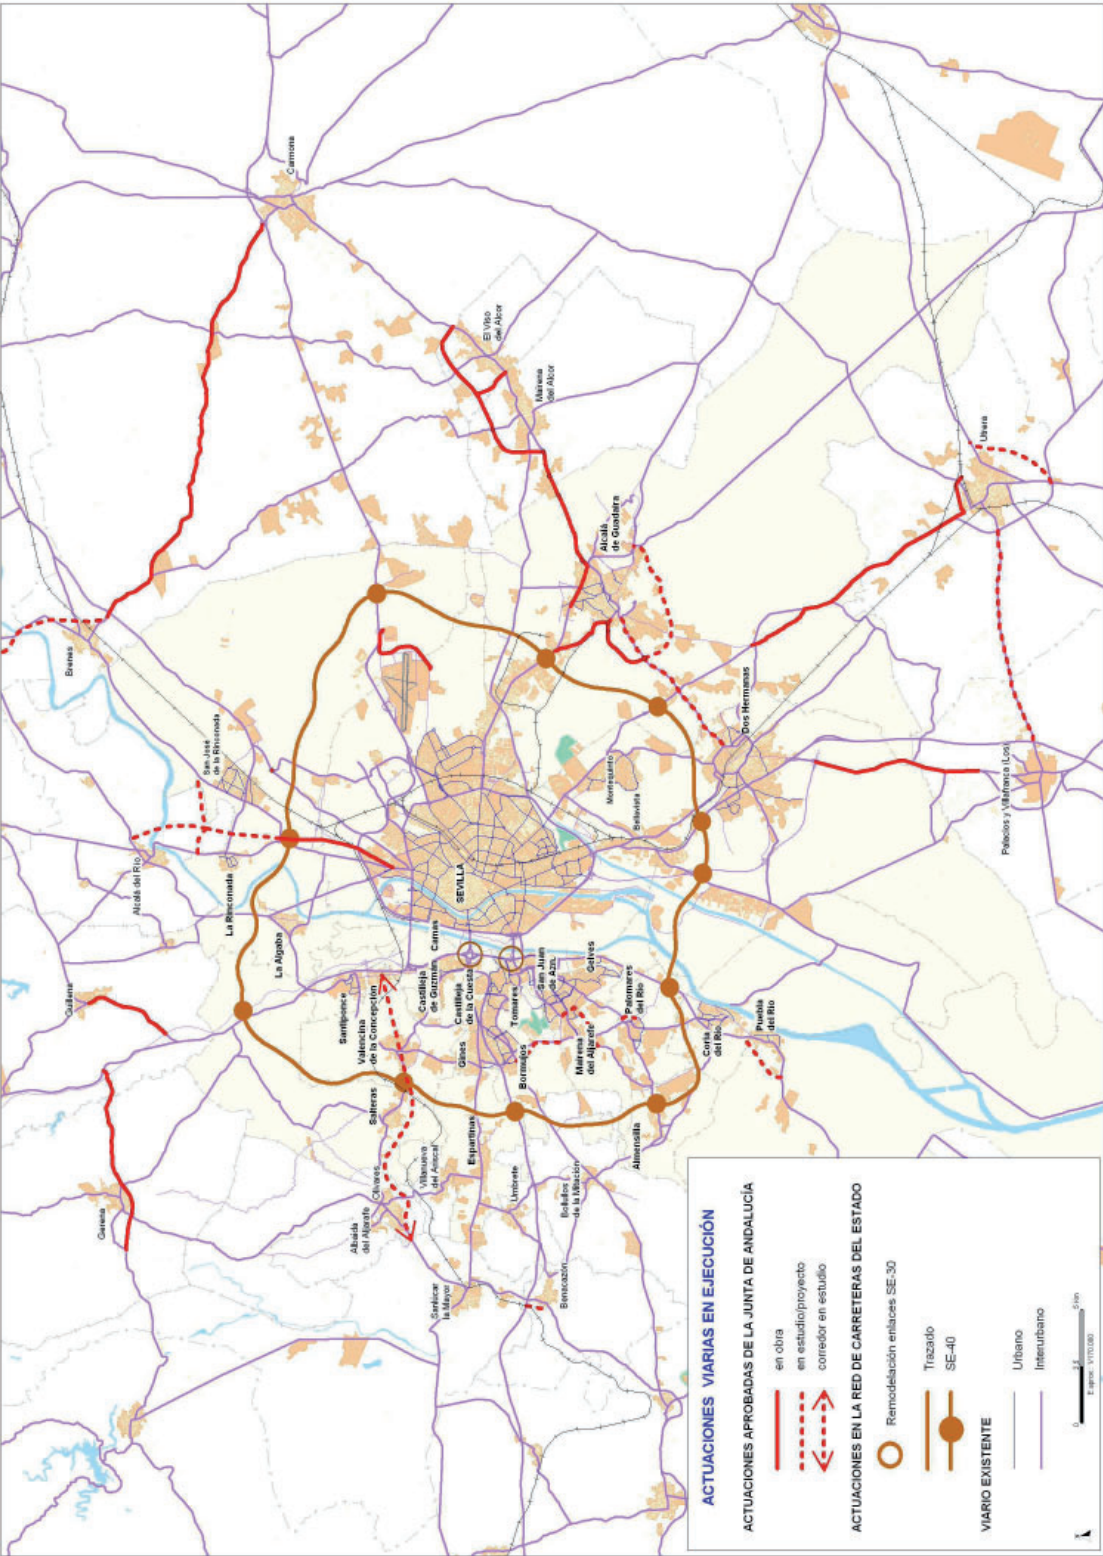 Carmona
El Viso
del Alcor
Mairena
del Alcor
Utrera
Alcalá
de Guadaira
Brenes
San José
de la Rinconada
Dos Hermanas
Montequinto
Bellavista
Palacios y Villafranca (Los)
Alcalá del Río
La Rinconada
SEVILLA
La Algaba
Camas
Guillena
Santiponce
Castilleja
de Guzmán
Castilleja
de la Cuesta
Tomares
San Juan
de Azn.
Gelves
Palomares
del Río
Valencina
de la Concepción
Gines
Bormujos
Mairena
del Aljarafe
Coria
del Río
Puebla
del Río
Salteras
Espartinas
Almensilla
Gerena
Olivares
Villanueva
del Ariscal
Umbrete
Bollullos
de la Mitación
Albaida
del Aljarafe
Sanlúcar
la Mayor
Benacazón
ACTUACIONES VIARIAS EN EJECUCIÓN
ACTUACIONES APROBADAS DE LA JUNTA DE ANDALUCÍA
en obra
en estudio/proyecto
corredor en estudio
ACTUACIONES EN LA RED DE CARRETERAS DEL ESTADO
Remodelación enlaces SE-30
Trazado
SE-40
VIARIO EXISTENTE
Urbano
Interurbano
0 2,5 5 km